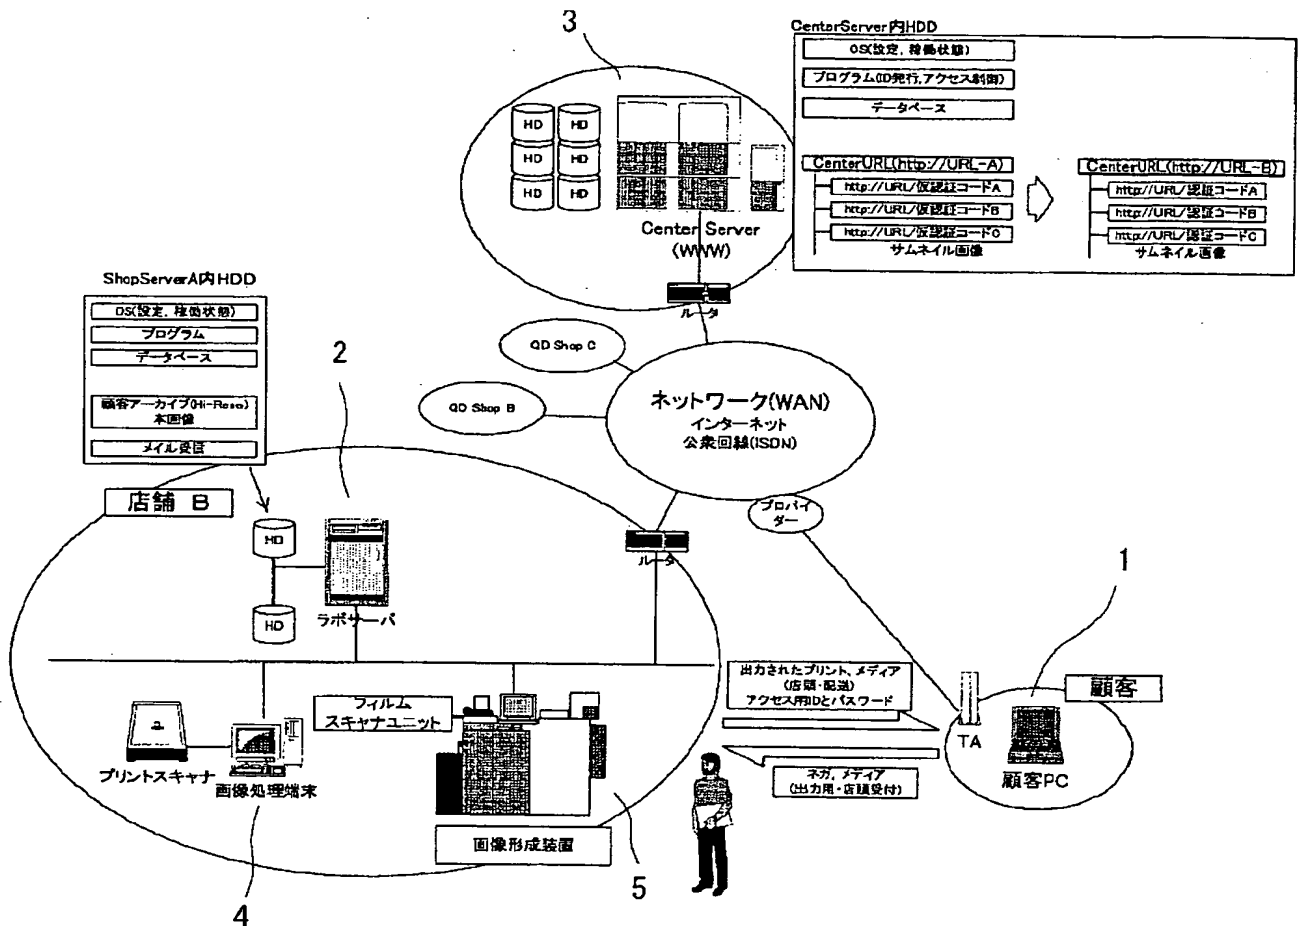 3
CenterServer内HDD
OS(設定, 稼働状態)
プログラム(ID発行,アクセス制御)
データベース
CenterURL(http://URL-A)
http://URL/仮認証コードA
http://URL/仮認証コードB
http://URL/仮認証コードC
サムネイル画像
CenterURL(http://URL-B)
http://URL/認証コードA
http://URL/認証コードB
http://URL/認証コードC
サムネイル画像
HD HD
HD HD
HD HD
Center Server
(WWW)
ルータ
ShopServerA内HDD
OS(設定, 稼働状態)
プログラム
データベース
顧客アーカイブ(Hi-Reso)
本画像
メイル受信
2
QD Shop C
QD Shop B
ネットワーク(WAN)
インターネット
公衆回線(ISDN)
プロバイ
ダー
店舗 B
HD
HD
ラボサーバ
ルータ
1
顧客
TA
顧客PC
出力されたプリント、メディア
(店頭・配送)
アクセス用IDとパスワード
ネガ, メディア
(出力用・店頭受付)
フィルム
スキャナユニット
プリントスキャナ
画像処理端末
画像形成装置
4
5